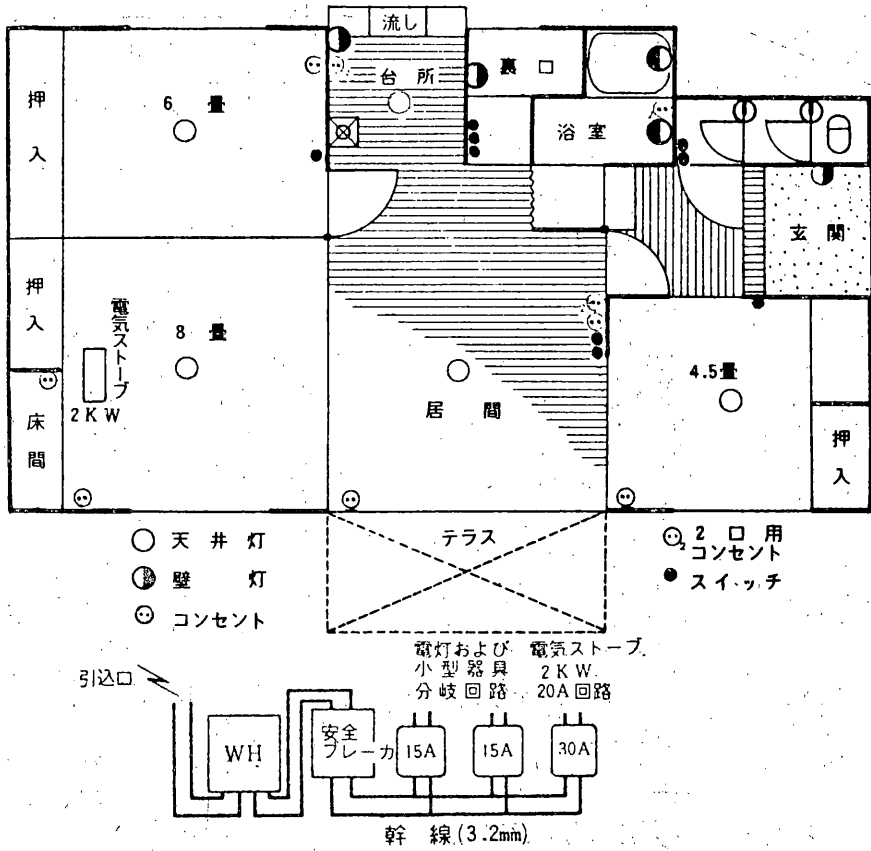 流し
押入
6畳
台所
裏口
浴室
玄関
押入
電気ストーブ
2KW
8畳
床間
居間
4.5畳
押入
テラス
天井灯
壁灯
コンセント
2口用
コンセント
2
スイッチ
引込口
電灯および
小型器具
分岐回路
電気ストーブ
2KW
20A回路
WH
安全
ブレーカ
15A
15A
30A
幹線(3.2mm)